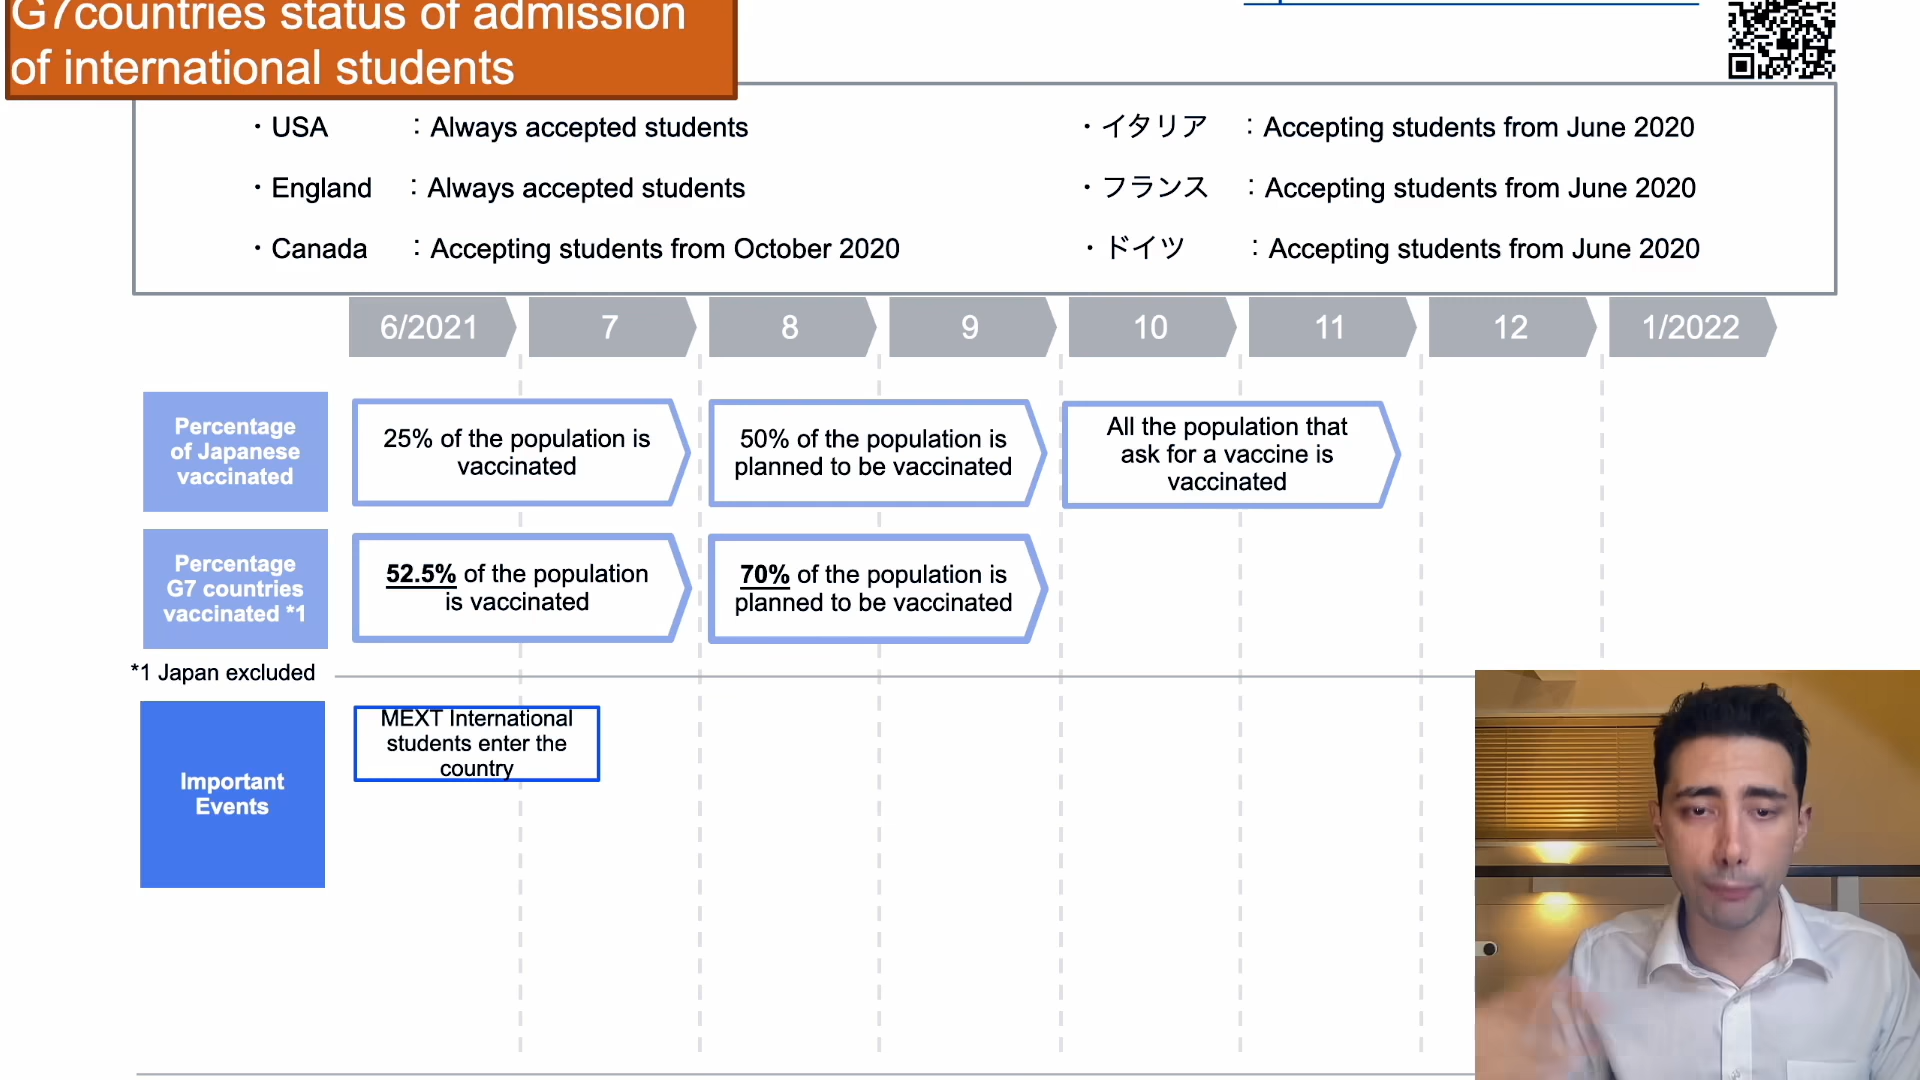 G7countries status of admission
of international students
・USA : Always accepted students
・England : Always accepted students
・Canada : Accepting students from October 2020
・イタリア : Accepting students from June 2020
・フランス : Accepting students from June 2020
・ドイツ : Accepting students from June 2020
6/2021 7 8 9 10 11 12 1/2022
Percentage
of Japanese
vaccinated
25% of the population is
vaccinated
50% of the population is
planned to be vaccinated
All the population that
ask for a vaccine is
vaccinated
Percentage
G7 countries
vaccinated *1
52.5% of the population
is vaccinated
70% of the population is
planned to be vaccinated
*1 Japan excluded
Important
Events
MEXT International
students enter the
country